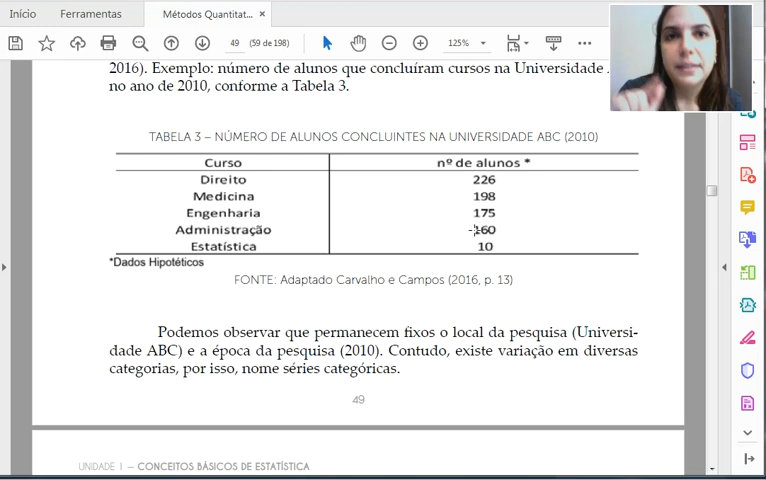 Início Ferramentas Métodos Quantitat... ×
49 (59 de 198) 125%
2016). Exemplo: número de alunos que concluíram cursos na Universidade
no ano de 2010, conforme a Tabela 3.
TABELA 3 – NÚMERO DE ALUNOS CONCLUINTES NA UNIVERSIDADE ABC (2010)
Curso nº de alunos *
Direito 226
Medicina 198
Engenharia 175
Administração 160
Estatística 10
*Dados Hipotéticos
FONTE: Adaptado Carvalho e Campos (2016, p. 13)
Podemos observar que permanecem fixos o local da pesquisa (Universi-
dade ABC) e a época da pesquisa (2010). Contudo, existe variação em diversas
categorias, por isso, nome séries categóricas.
49
UNIDADE 1 — CONCEITOS BÁSICOS DE ESTATÍSTICA